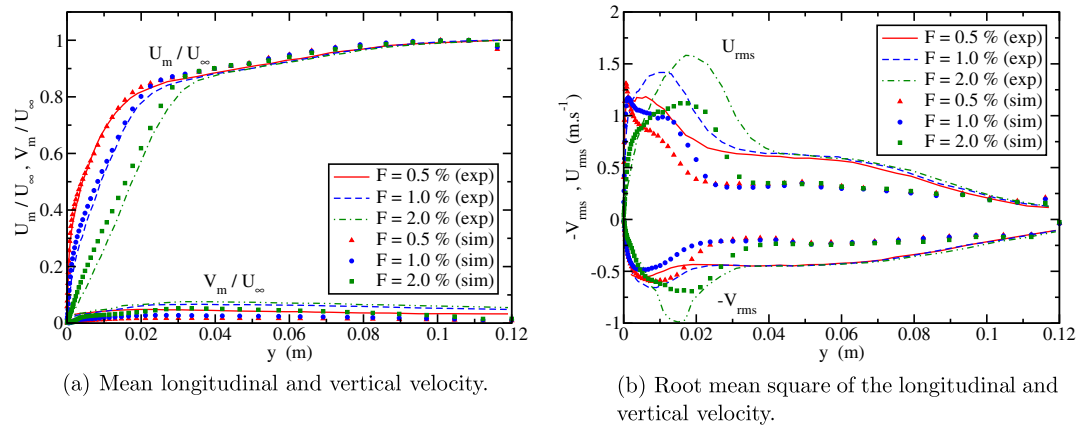 (a)
1
0.8
0.6
0.4
0.2
0
U_m / U_∞ , V_m / U_∞
U_m / U_∞
F = 0.5 % (exp)
F = 1.0 % (exp)
F = 2.0 % (exp)
F = 0.5 % (sim)
F = 1.0 % (sim)
F = 2.0 % (sim)
V_m / U_∞
0 0.02 0.04 0.06 0.08 0.1 0.12
y (m)
(a) Mean longitudinal and vertical velocity.
(b)
2
1.5
1
0.5
0
-0.5
-1
-V_rms , U_rms (m.s⁻¹)
U_rms
F = 0.5 % (exp)
F = 1.0 % (exp)
F = 2.0 % (exp)
F = 0.5 % (sim)
F = 1.0 % (sim)
F = 2.0 % (sim)
-V_rms
0 0.02 0.04 0.06 0.08 0.1 0.12
y (m)
(b) Root mean square of the longitudinal and
vertical velocity.